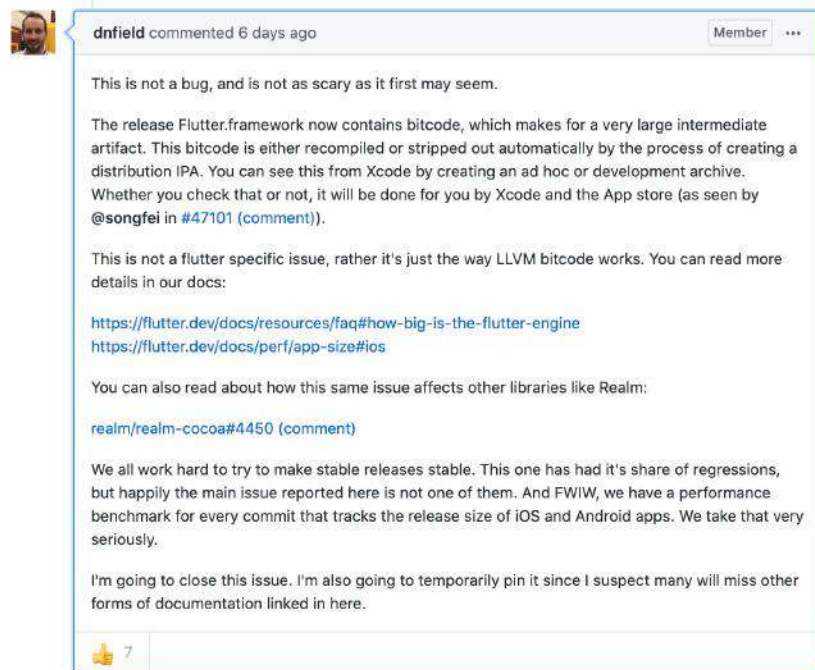 dnfield commented 6 days ago
Member ...
This is not a bug, and is not as scary as it first may seem.
The release Flutter.framework now contains bitcode, which makes for a very large intermediate
artifact. This bitcode is either recompiled or stripped out automatically by the process of creating a
distribution IPA. You can see this from Xcode by creating an ad hoc or development archive.
Whether you check that or not, it will be done for you by Xcode and the App store (as seen by
@songfei in #47101 (comment)).
This is not a flutter specific issue, rather it's just the way LLVM bitcode works. You can read more
details in our docs:
https://flutter.dev/docs/resources/faq#how-big-is-the-flutter-engine
https://flutter.dev/docs/perf/app-size#ios
You can also read about how this same issue affects other libraries like Realm:
realm/realm-cocoa#4450 (comment)
We all work hard to try to make stable releases stable. This one has had it's share of regressions,
but happily the main issue reported here is not one of them. And FWIW, we have a performance
benchmark for every commit that tracks the release size of iOS and Android apps. We take that very
seriously.
I'm going to close this issue. I'm also going to temporarily pin it since I suspect many will miss other
forms of documentation linked in here.
👍 7